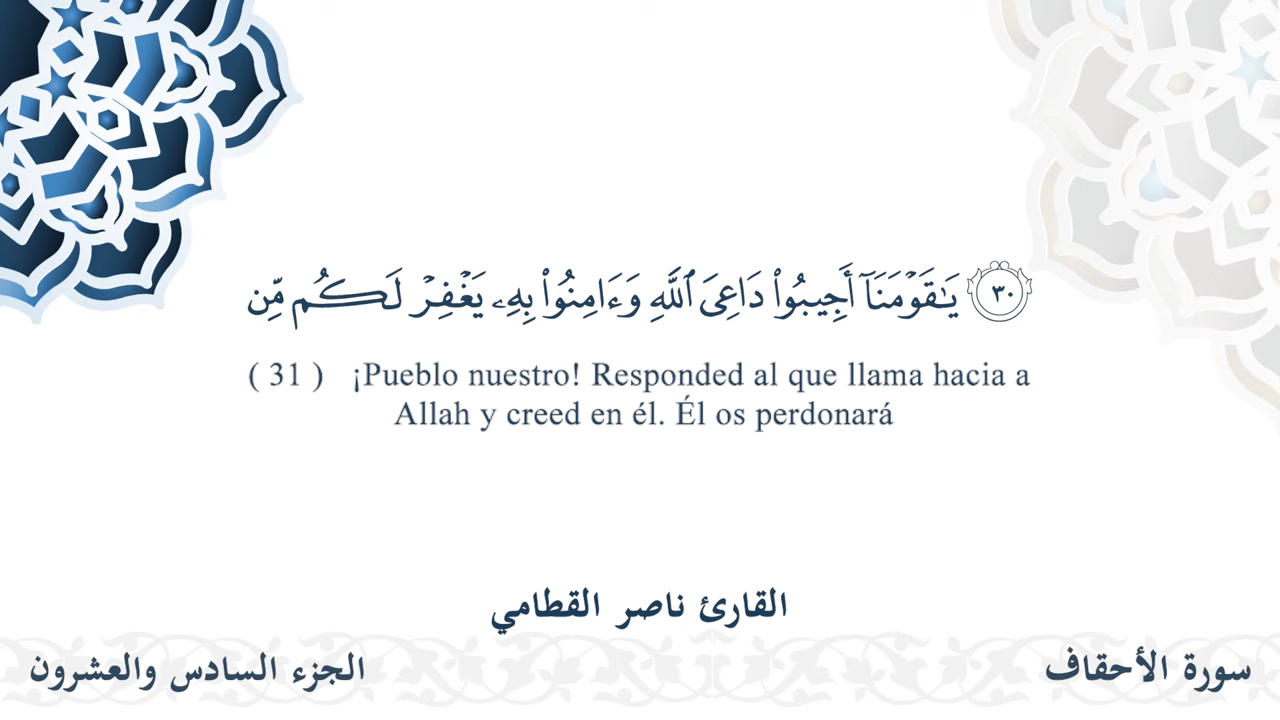 ٣٠ يَـٰقَوْمَنَآ أَجِيبُوا۟ دَاعِىَ ٱللَّهِ وَءَامِنُوا۟ بِهِۦ يَغْفِرْ لَكُم مِّن
( 31 ) ¡Pueblo nuestro! Responded al que llama hacia a
Allah y creed en él. Él os perdonará
القارئ ناصر القطامي
سورة الأحقاف
الجزء السادس والعشرون